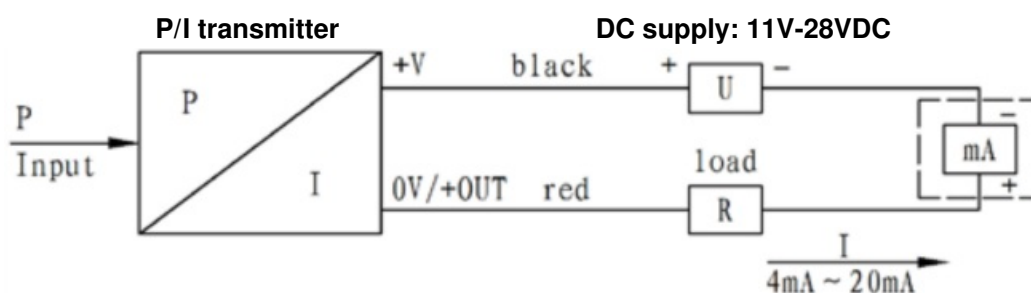 P/I transmitter
DC supply: 11V-28VDC
+V black + U -
P
Input
P
I
-
mA
+
load
0V/+OUT red R
I
4mA ~ 20mA